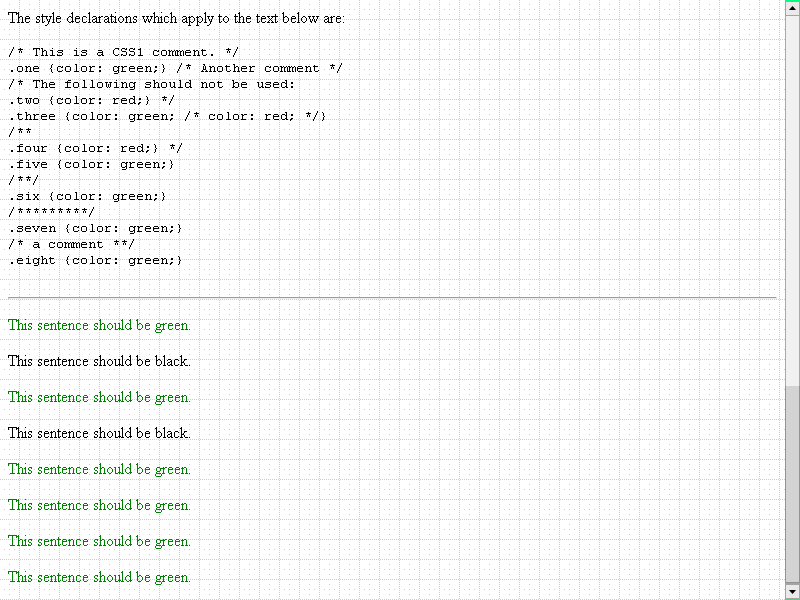 The style declarations which apply to the text below are:
/* This is a CSS1 comment. */
.one {color: green;} /* Another comment */
/* The following should not be used:
.two {color: red;} */
.three {color: green; /* color: red; */}
/**
.four {color: red;} */
.five {color: green;}
/**/
.six {color: green;}
/*********/
.seven {color: green;}
/* a comment **/
.eight {color: green;}
This sentence should be green.
This sentence should be black.
This sentence should be green.
This sentence should be black.
This sentence should be green.
This sentence should be green.
This sentence should be green.
This sentence should be green.